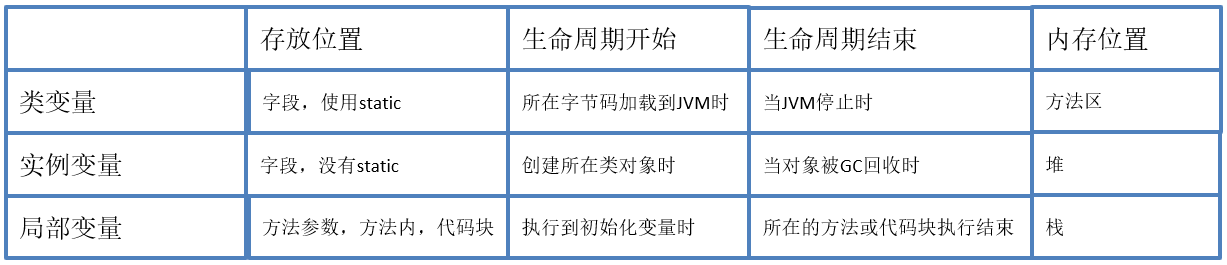 存放位置 生命周期开始 生命周期结束 内存位置
类变量 字段，使用static 所在字节码加载到JVM时 当JVM停止时 方法区
实例变量 字段，没有static 创建所在类对象时 当对象被GC回收时 堆
局部变量 方法参数，方法内，代码块 执行到初始化变量时 所在的方法或代码块执行结束 栈